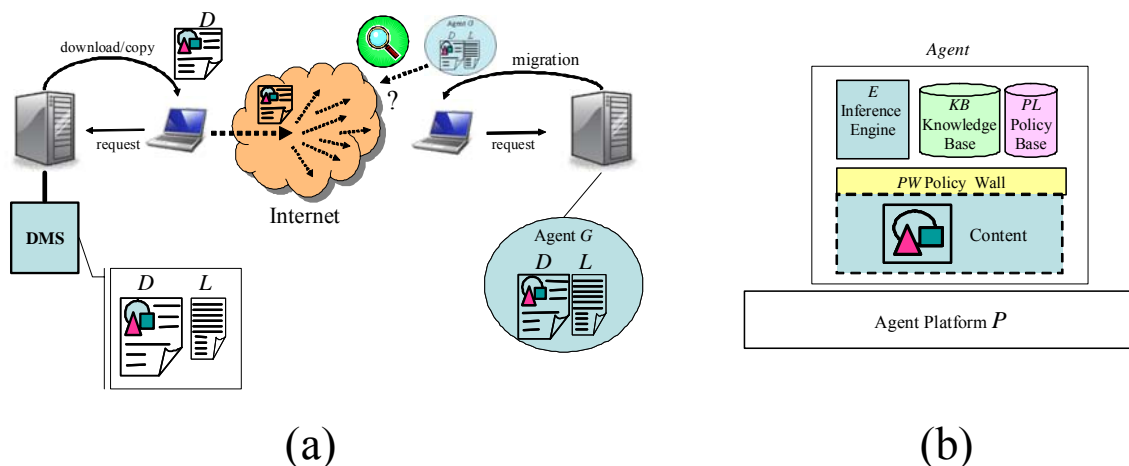 D
download/copy
request
DMS
D L
Internet
Agent G
D L
?
migration
request
Agent G
D L
(a)
Agent
E
Inference
Engine
KB
Knowledge
Base
PL
Policy
Base
PW Policy Wall
Content
Agent Platform P
(b)